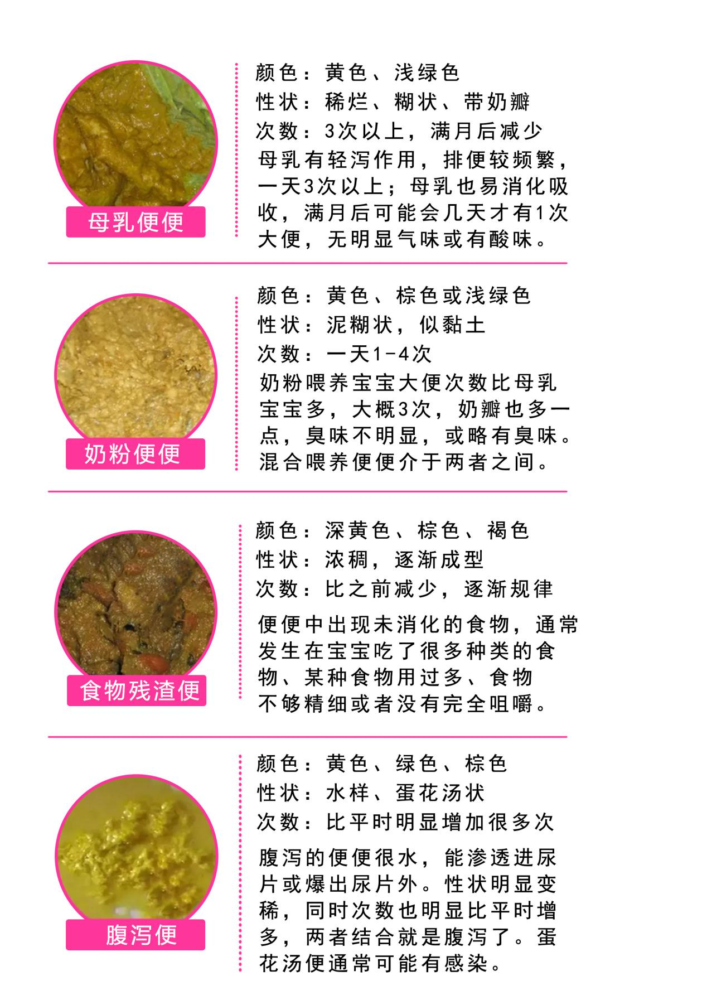 颜色：黄色、浅绿色
性状：稀烂、糊状、带奶瓣
次数：3次以上，满月后减少
母乳有轻泻作用，排便较频繁，
一天3次以上；母乳也易消化吸
收，满月后可能会几天才有1次
大便，无明显气味或有酸味。
母乳便便
颜色：黄色、棕色或浅绿色
性状：泥糊状，似黏土
次数：一天1-4次
奶粉喂养宝宝大便次数比母乳
宝宝多，大概3次，奶瓣也多一
点，臭味不明显，或略有臭味。
混合喂养便便介于两者之间。
奶粉便便
颜色：深黄色、棕色、褐色
性状：浓稠，逐渐成型
次数：比之前减少，逐渐规律
便便中出现未消化的食物，通常
发生在宝宝吃了很多种类的食
物、某种食物用过多、食物
不够精细或者没有完全咀嚼。
食物残渣便
颜色：黄色、绿色、棕色
性状：水样、蛋花汤状
次数：比平时明显增加很多次
腹泻的便便很水，能渗透进尿
片或爆出尿片外。性状明显变
稀，同时次数也明显比平时增
多，两者结合就是腹泻了。蛋
花汤便通常可能有感染。
腹泻便